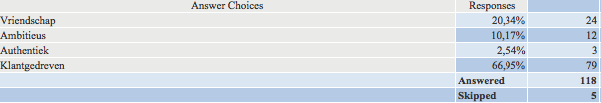 Answer Choices Responses
Vriendschap 20,34% 24
Ambitieus 10,17% 12
Authentiek 2,54% 3
Klantgedreven 66,95% 79
Answered 118
Skipped 5